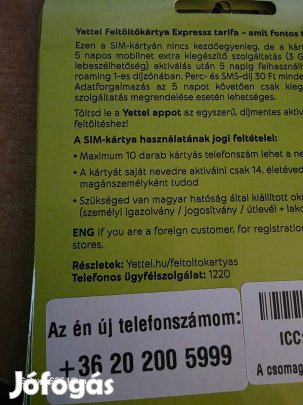 Yettel Feltöltőkártya Expressz tarifa – amit fontos t
Ezen a SIM-kártyán nincs kezdőegyenleg, de a kár
5 napos mobilnet extra kiegészítő szolgáltatás (3 G
lebeszélhetőség) aktiválás után 5 napig felhasznál
roaming 1-es díjzónában. Perc- és SMS-díj 30 Ft minde
Adatforgalmazás az 5 napot követően csak kieg
szolgáltatás megrendelése esetén lehetséges.
Töltsd le a Yettel appot az egyszerű, díjmentes aktivál
feltöltéshez!
A SIM-kártya használatának jogi feltételei:
• Maximum 10 darab kártyás telefonszám lehet a ne
• A kártyát saját nevedre aktiválni csak 14. életéved
magánszemélyként tudod
• Szükséged van magyar hatóság által kiállított okm
(személyi igazolvány / jogosítvány / útlevél + lakc
ENG If you are a foreign customer, for registration
stores.
Részletek: Yettel.hu/feltoltokartyas
Telefonos ügyfélszolgálat: 1220
Az én új telefonszámom:
+36 20 200 5999
ICC-
A csomag
Jófogás